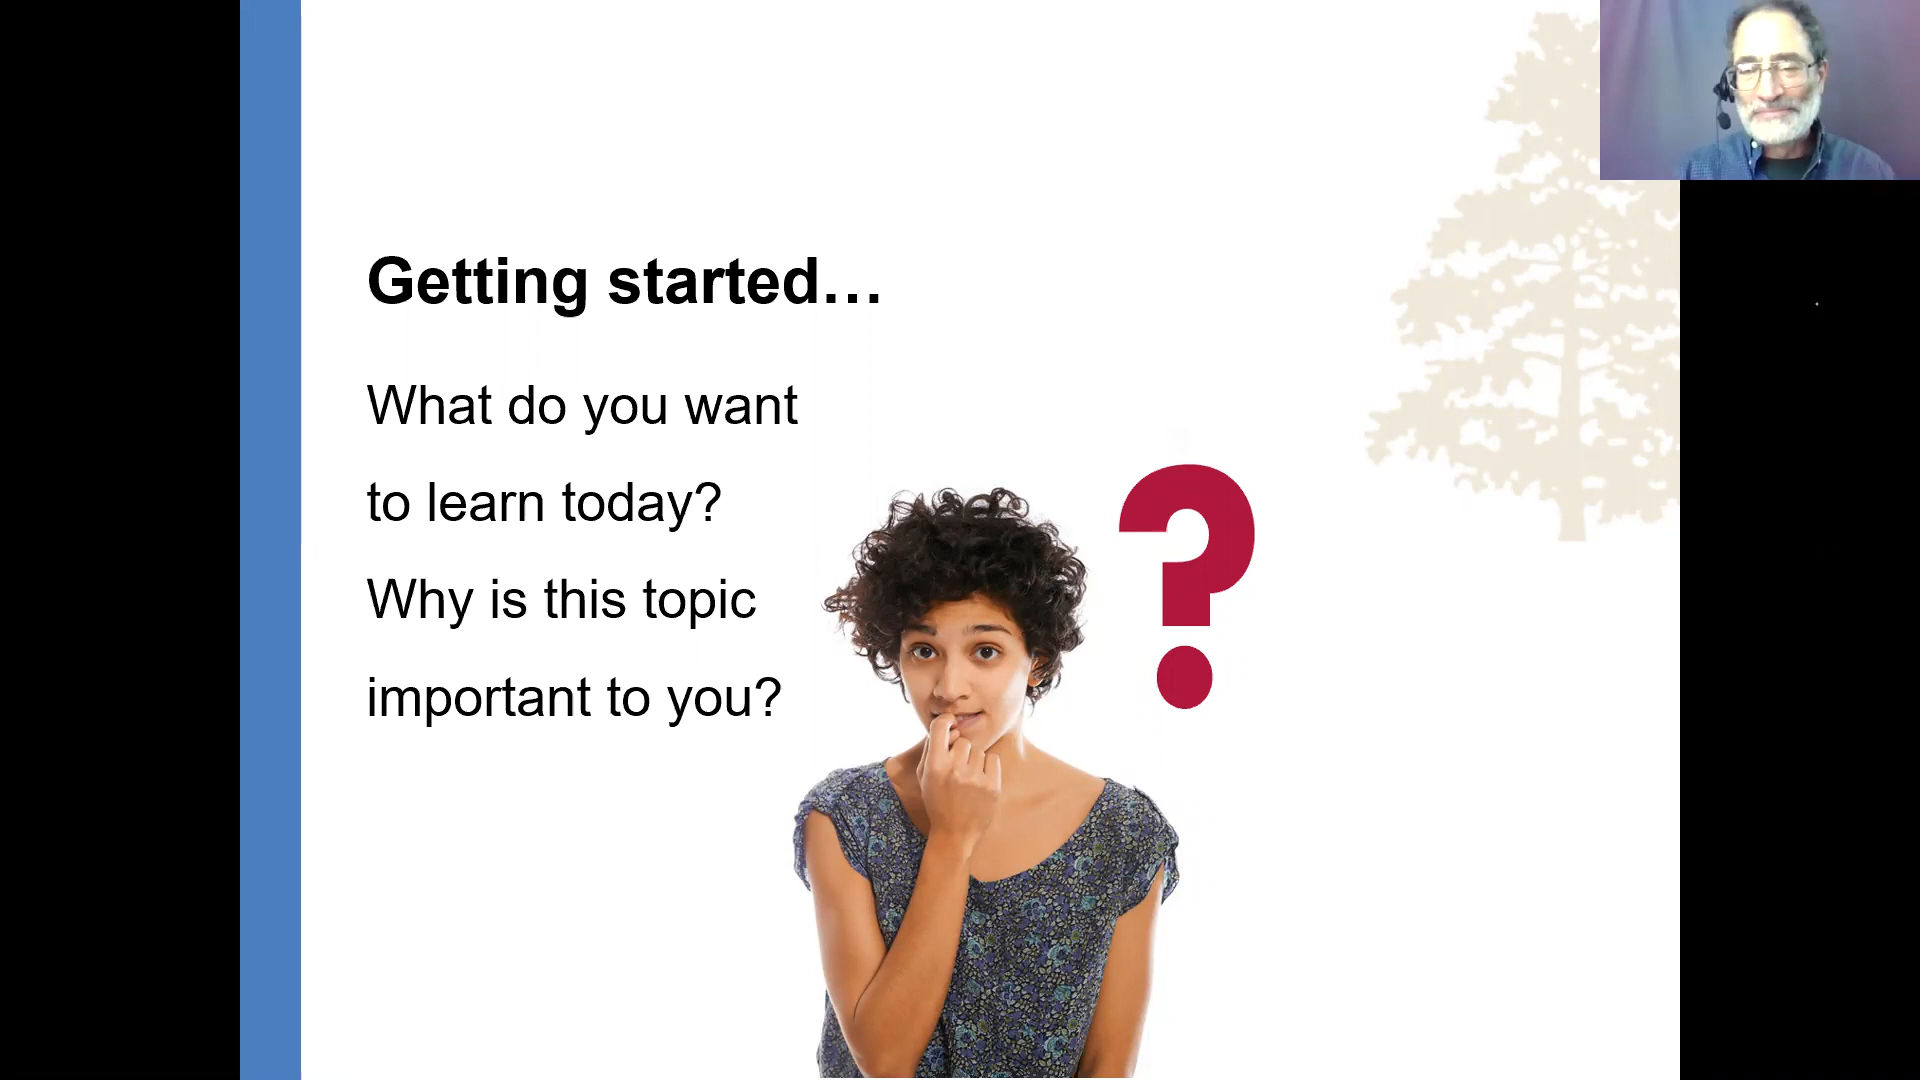 Getting started…
What do you want
to learn today?
Why is this topic
important to you?
?